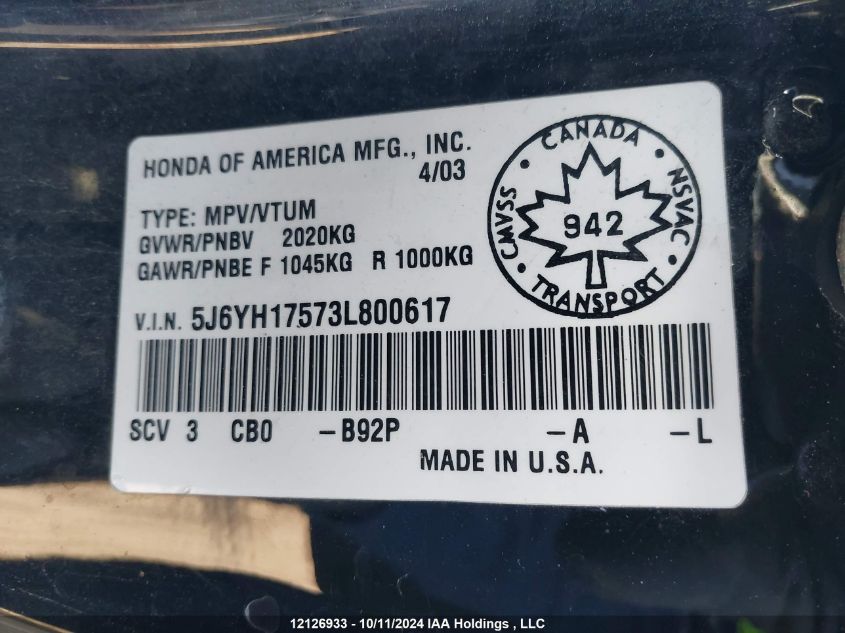 HONDA OF AMERICA MFG., INC.
4/03
TYPE: MPV/VTUM
GVWR/PNBV 2020KG
GAWR/PNBE F 1045KG R 1000KG
V.I.N. 5J6YH17573L800617
SCV 3 CB0 -B92P -A -L
MADE IN U.S.A.
• CANADA •
CMVSS
942
NSVAC
• TRANSPORT •
12126933 - 10/11/2024 IAA Holdings , LLC